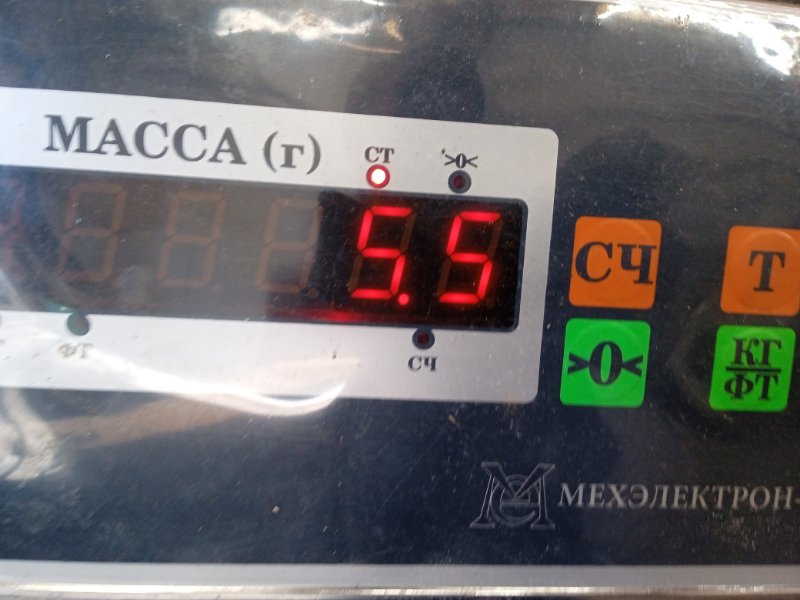 МАССА (г)
СТ
>0<
5.5
СЧ
Т
ФТ
СЧ
>0<
КГ
ФТ
МЕХЭЛЕКТРОН-